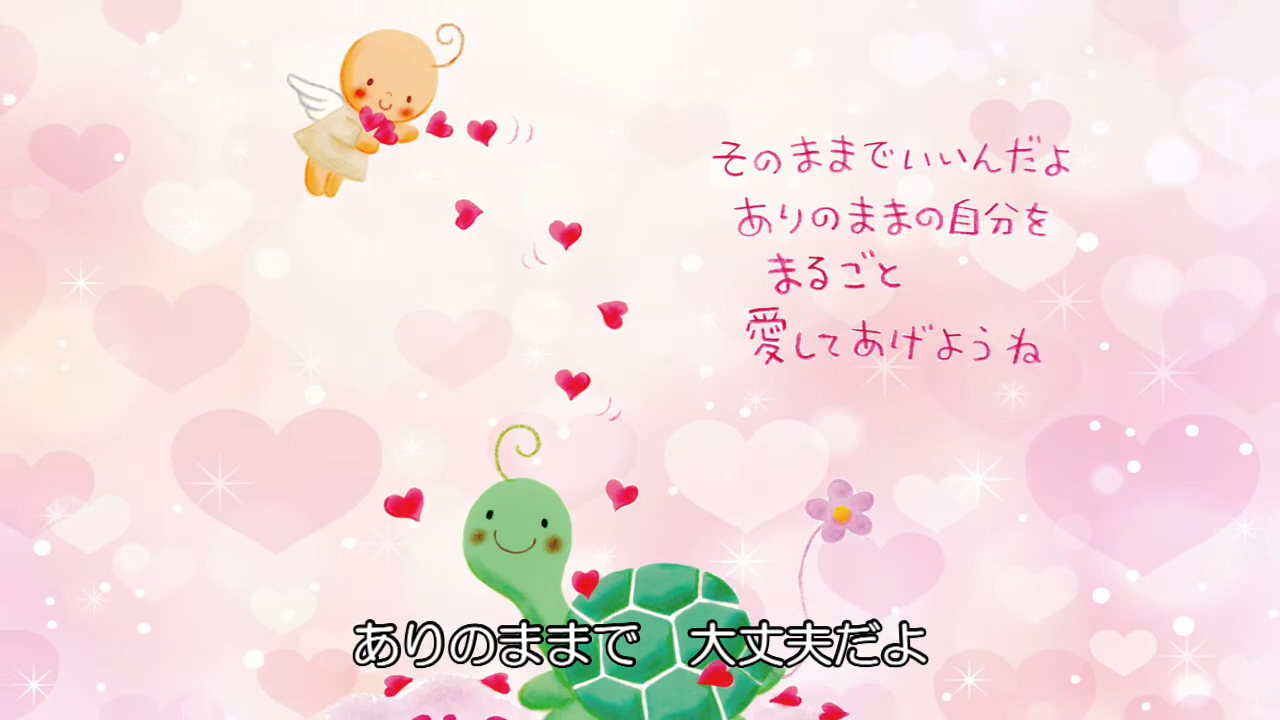 そのままでいいんだよ
ありのままの自分を
まるごと
愛してあげようね
ありのままで　大丈夫だよ